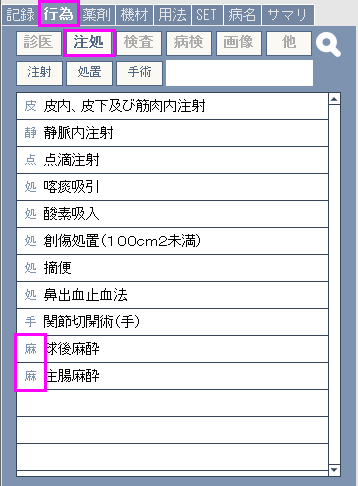 記録 行為 薬剤 機材 用法 SET 病名 サマリ
診医 注処 検査 病検 画像 他
注射 処置 手術
皮 皮内、皮下及び筋肉内注射
静 静脈内注射
点 点滴注射
処 喀痰吸引
処 酸素吸入
処 創傷処置(100cm2未満)
処 摘便
処 鼻出血止血法
手 関節切開術(手)
麻 球後麻酔
麻 注腸麻酔